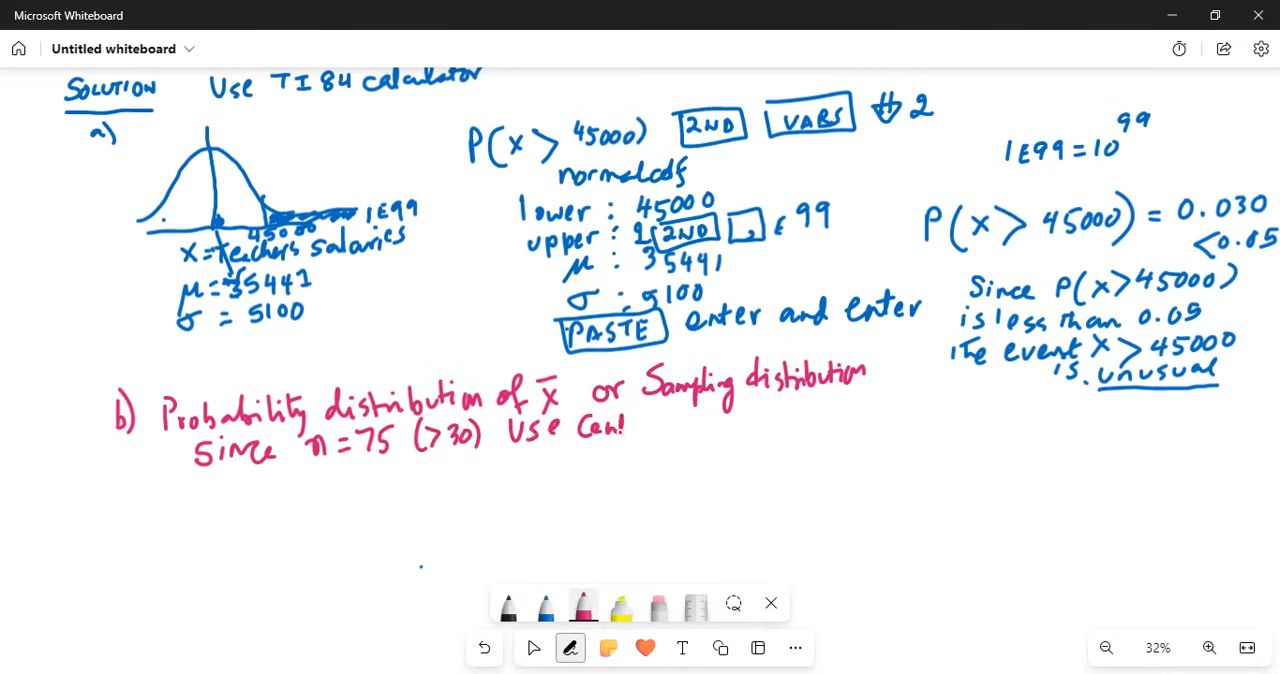 Microsoft Whiteboard
Untitled whiteboard
SOLUTION Use TI 84 calculator
a)
P(x > 45000) 2ND VARS # 2
normalcdf
lower : 45000
upper : 1 2ND , E 99
μ : 35441
σ : 5100
PASTE enter and enter
45000 1E99
x = Teachers salaries
μ = 35441
σ = 5100
1E99 = 10^99
P(x > 45000) = 0.030
<0.05
Since P(x > 45000)
is less than 0.05
The event x > 45000
is unusual
b) Probability distribution of x̄ or Sampling distribution
Since n = 75 (>30) Use Cen
32%